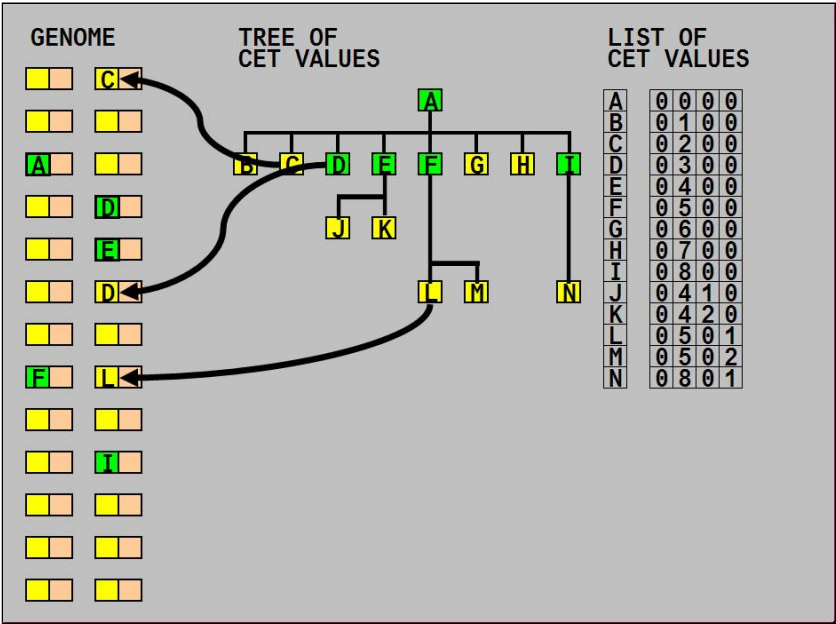 GENOME
TREE OF
CET VALUES
LIST OF
CET VALUES
C
A
D
E
D
F L
I
A
B C D E F G H I
J K
L M N
A 0 0 0 0
B 0 1 0 0
C 0 2 0 0
D 0 3 0 0
E 0 4 0 0
F 0 5 0 0
G 0 6 0 0
H 0 7 0 0
I 0 8 0 0
J 0 4 1 0
K 0 4 2 0
L 0 5 0 1
M 0 5 0 2
N 0 8 0 1